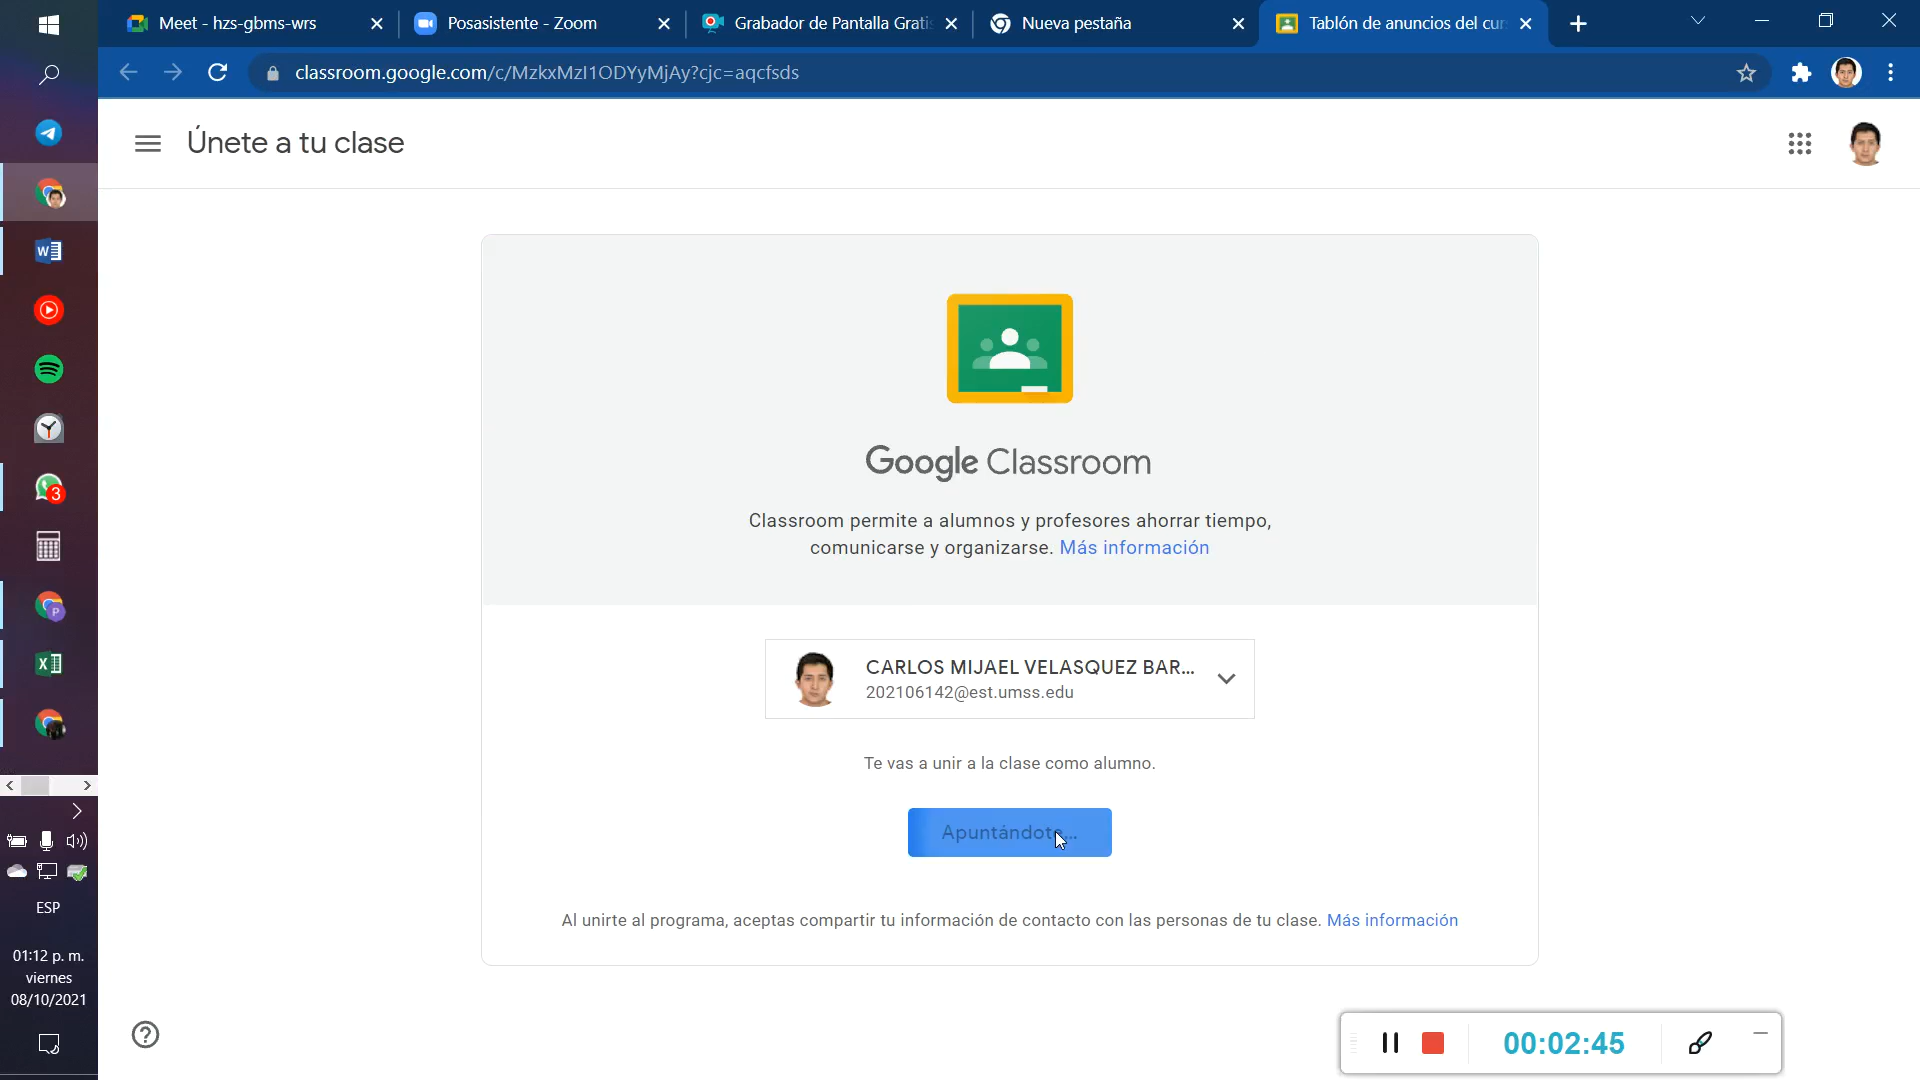 Meet - hzs-gbms-wrs
Posasistente - Zoom
Grabador de Pantalla Grati
Nueva pestaña
Tablón de anuncios del cur
classroom.google.com/c/MzkxMzI1ODYyMjAy?cjc=aqcfsds
Únete a tu clase
Google Classroom
Classroom permite a alumnos y profesores ahorrar tiempo,
comunicarse y organizarse. Más información
CARLOS MIJAEL VELASQUEZ BAR...
202106142@est.umss.edu
Te vas a unir a la clase como alumno.
Apuntándote...
Al unirte al programa, aceptas compartir tu información de contacto con las personas de tu clase. Más información
3
P
ESP
01:12 p. m.
viernes
08/10/2021
00:02:45